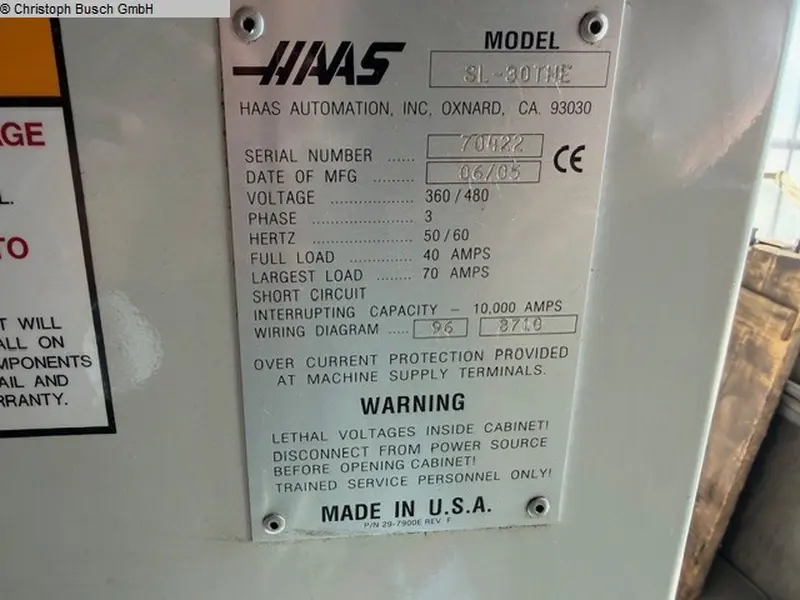 © Christoph Busch GmbH
AGE
L.
TO
T WILL
ALL ON
MPONENTS
AIL AND
RRANTY.
HAAS
MODEL
SL-30THE
HAAS AUTOMATION, INC, OXNARD, CA. 93030
SERIAL NUMBER ...... 70422
CE
DATE OF MFG ......... 06/05
VOLTAGE ................ 360/480
PHASE .................... 3
HERTZ .................... 50/60
FULL LOAD .............. 40 AMPS
LARGEST LOAD ........ 70 AMPS
SHORT CIRCUIT
INTERRUPTING CAPACITY – 10,000 AMPS
WIRING DIAGRAM ..... 96 8710
OVER CURRENT PROTECTION PROVIDED
AT MACHINE SUPPLY TERMINALS.
WARNING
LETHAL VOLTAGES INSIDE CABINET!
DISCONNECT FROM POWER SOURCE
BEFORE OPENING CABINET!
TRAINED SERVICE PERSONNEL ONLY!
MADE IN U.S.A.
P/N 29-7900E REV F